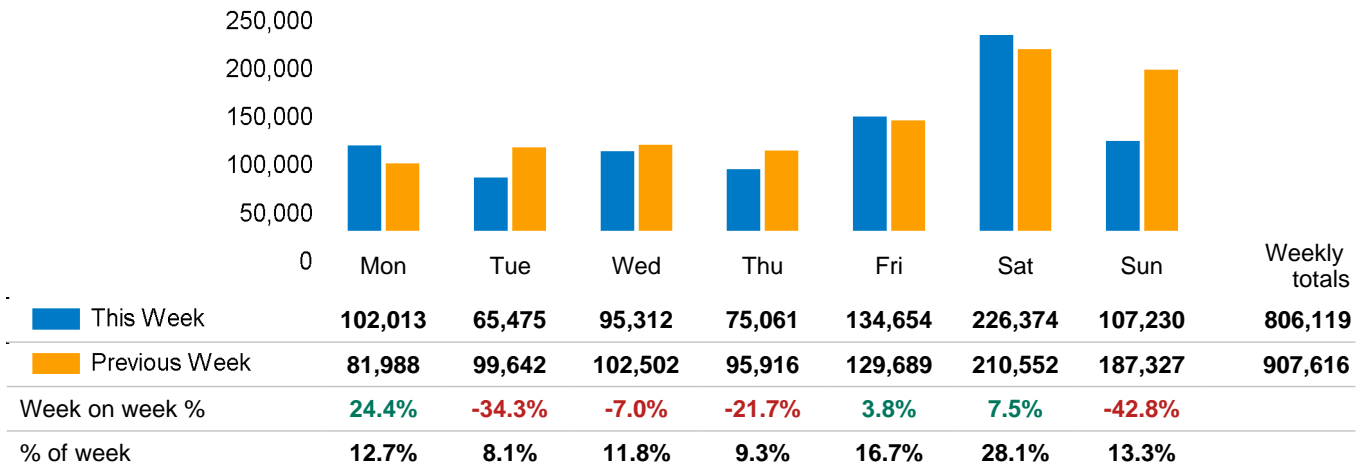 250,000
200,000
150,000
100,000
50,000
0
Mon Tue Wed Thu Fri Sat Sun Weekly totals
This Week 102,013 65,475 95,312 75,061 134,654 226,374 107,230 806,119
Previous Week 81,988 99,642 102,502 95,916 129,689 210,552 187,327 907,616
Week on week % 24.4% -34.3% -7.0% -21.7% 3.8% 7.5% -42.8%
% of week 12.7% 8.1% 11.8% 9.3% 16.7% 28.1% 13.3%